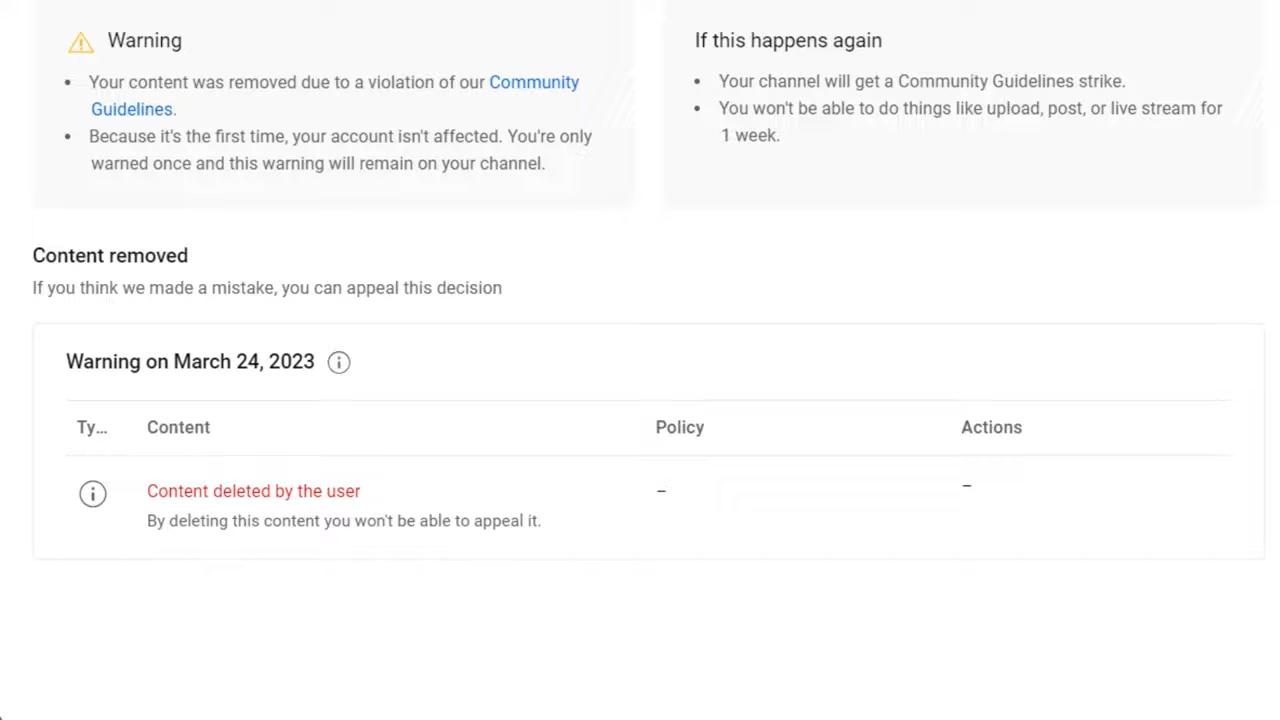 Warning
• Your content was removed due to a violation of our Community
Guidelines.
• Because it's the first time, your account isn't affected. You're only
warned once and this warning will remain on your channel.
If this happens again
• Your channel will get a Community Guidelines strike.
• You won't be able to do things like upload, post, or live stream for
1 week.
Content removed
If you think we made a mistake, you can appeal this decision
Warning on March 24, 2023
Ty... Content Policy Actions
Content deleted by the user – –
By deleting this content you won't be able to appeal it.